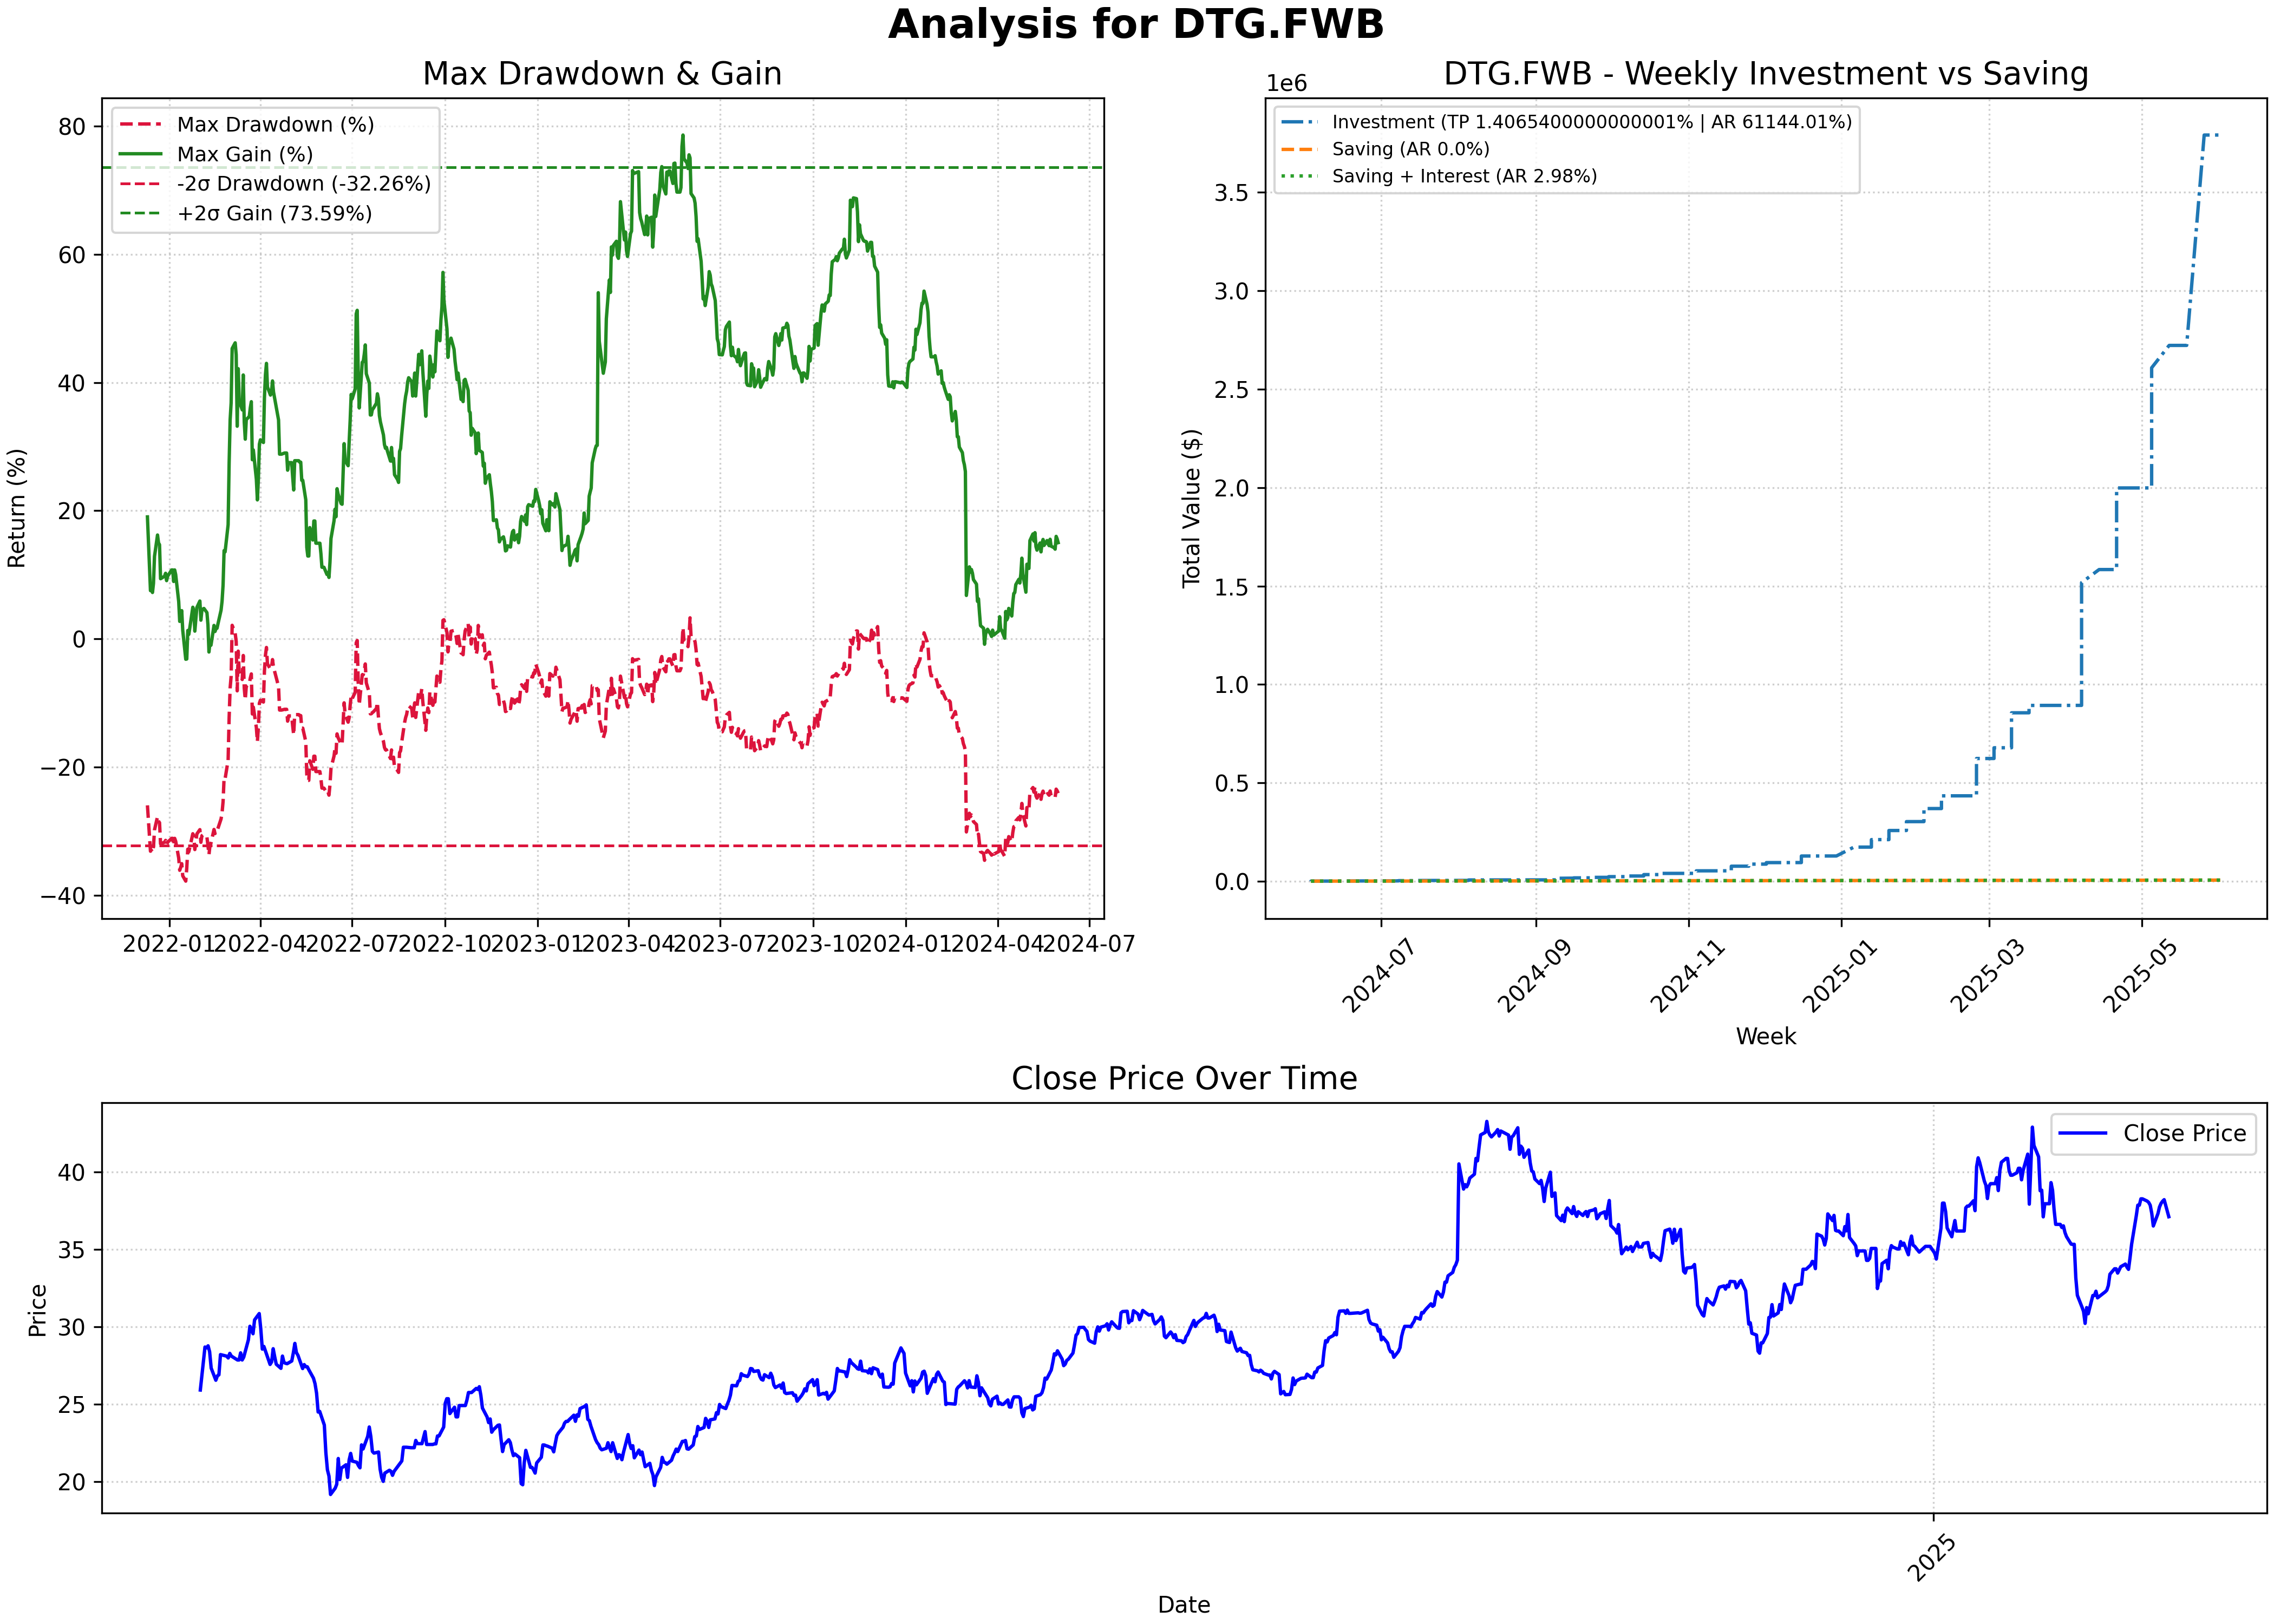 Analysis for DTG.FWB
Max Drawdown & Gain
Max Drawdown (%)
Max Gain (%)
-2σ Drawdown (-32.26%)
+2σ Gain (73.59%)
Return (%)
80
60
40
20
0
−20
−40
2022-01
2022-04
2022-07
2022-10
2023-01
2023-04
2023-07
2023-10
2024-01
2024-04
2024-07
DTG.FWB - Weekly Investment vs Saving
1e6
Investment (TP 1.4065400000000001% | AR 61144.01%)
Saving (AR 0.0%)
Saving + Interest (AR 2.98%)
Total Value ($)
3.5
3.0
2.5
2.0
1.5
1.0
0.5
0.0
2024-07
2024-09
2024-11
2025-01
2025-03
2025-05
Week
Close Price Over Time
Close Price
Price
40
35
30
25
20
2025
Date